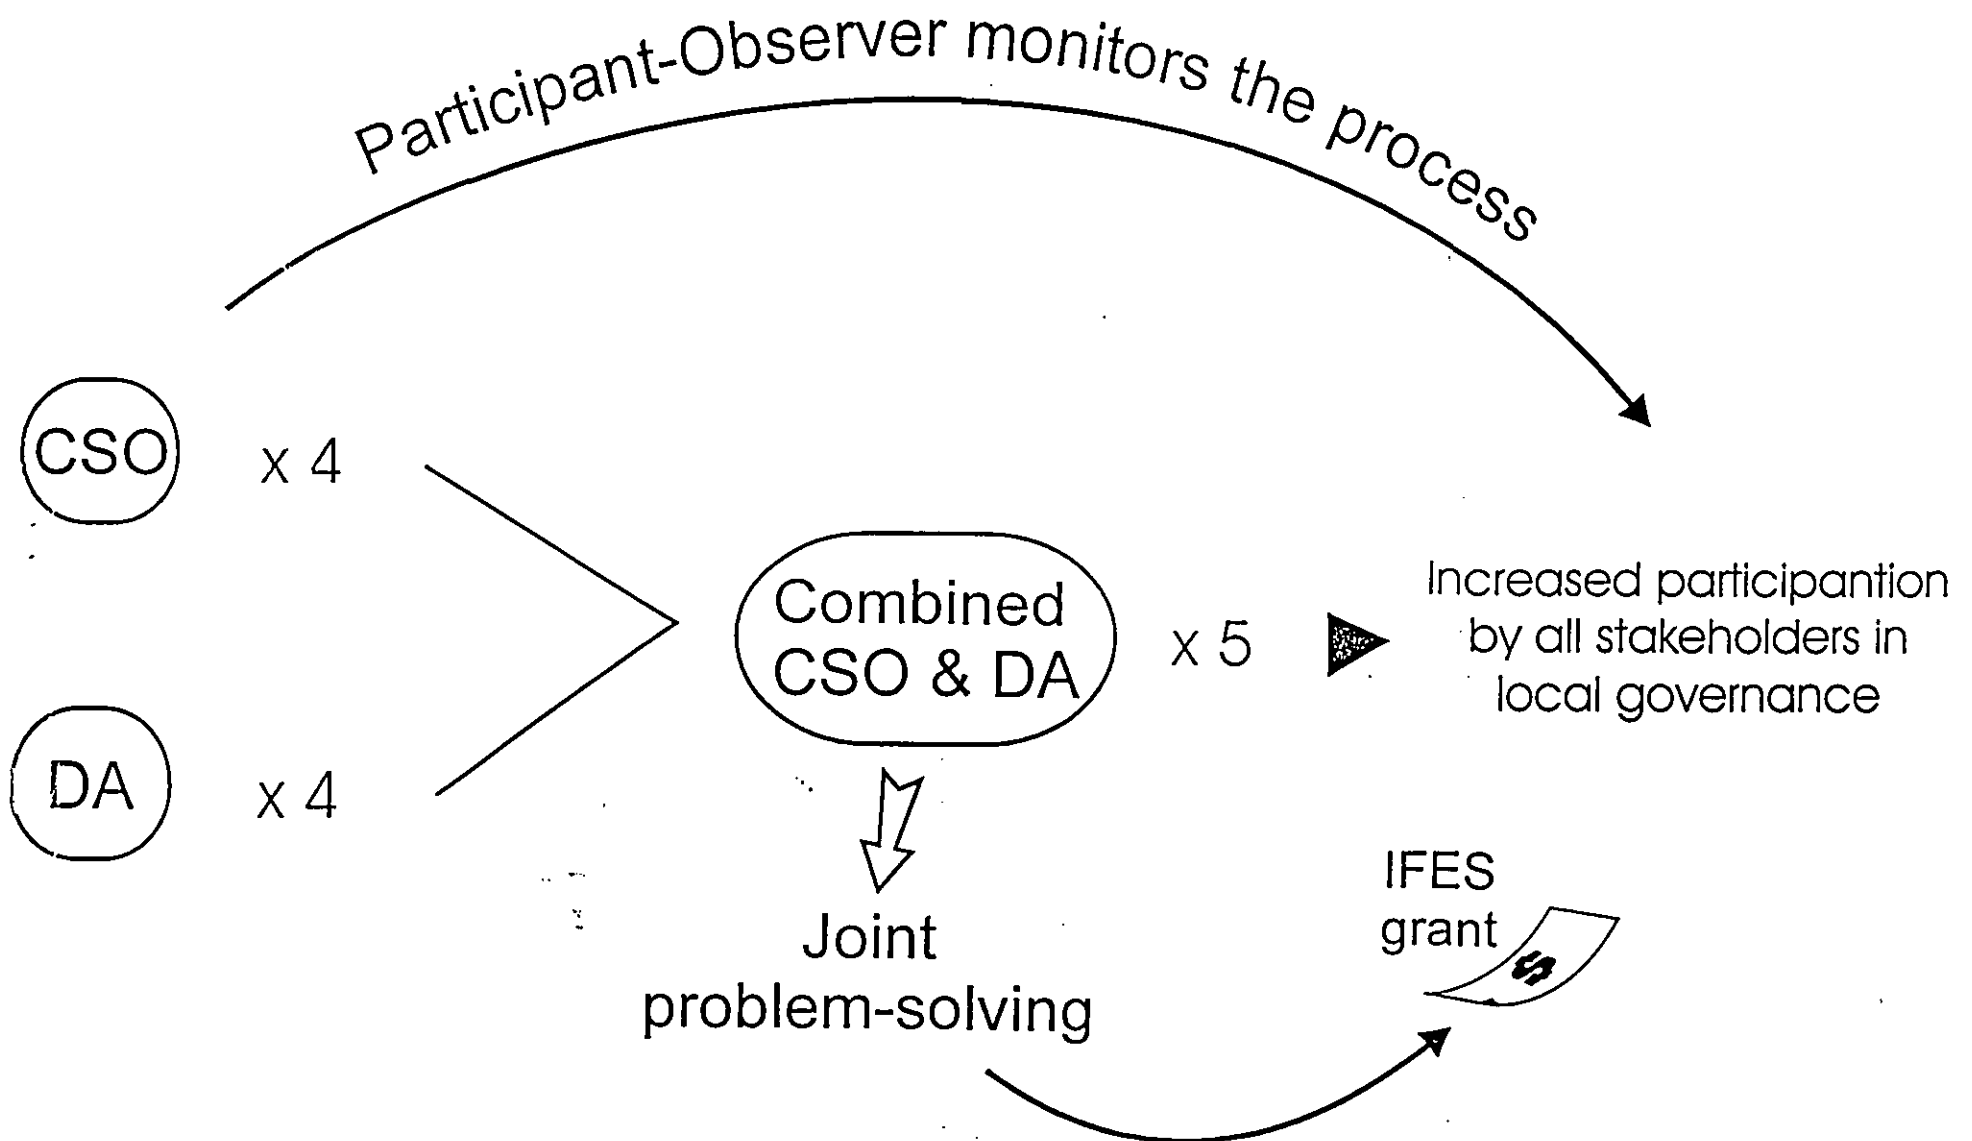 Participant-Observer monitors the process
CSO
x 4
Combined
CSO & DA
x 5
Increased participantion
by all stakeholders in
local governance
DA
x 4
Joint
problem-solving
IFES
grant
$